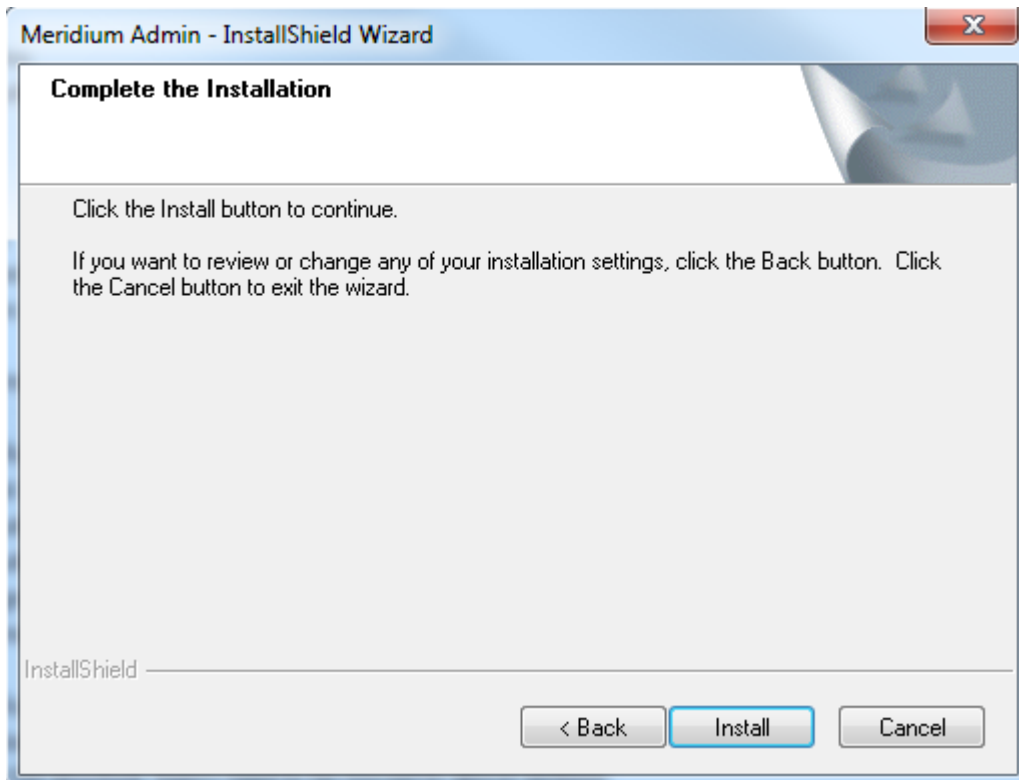 Meridium Admin - InstallShield Wizard
Complete the Installation
Click the Install button to continue.
If you want to review or change any of your installation settings, click the Back button.  Click
the Cancel button to exit the wizard.
InstallShield
< Back
Install
Cancel